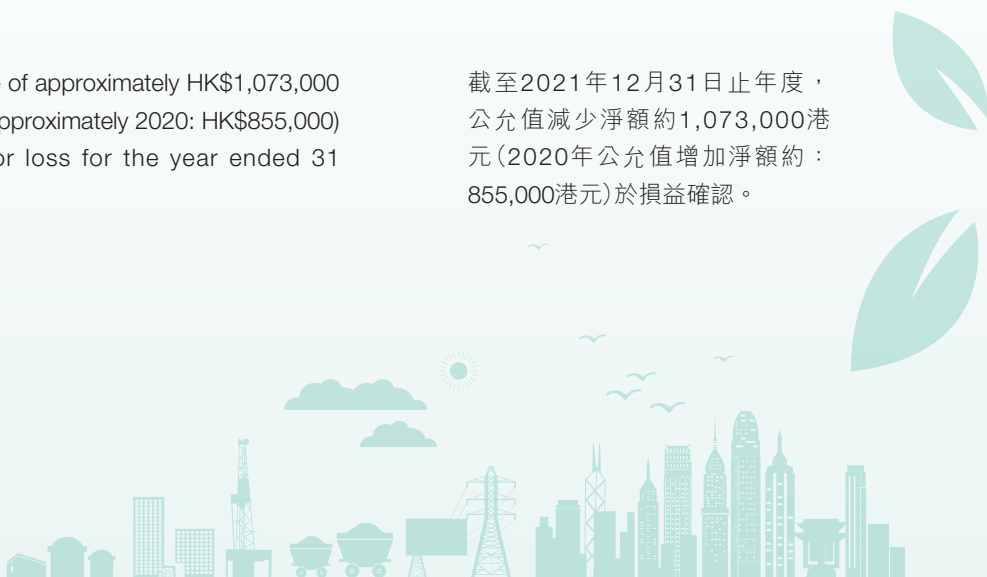 of approximately HK$1,073,000
approximately 2020: HK$855,000)
or loss for the year ended 31
截至2021年12月31日止年度，
公允值減少淨額約1,073,000港
元（2020年公允值增加淨額約：
855,000港元）於損益確認。